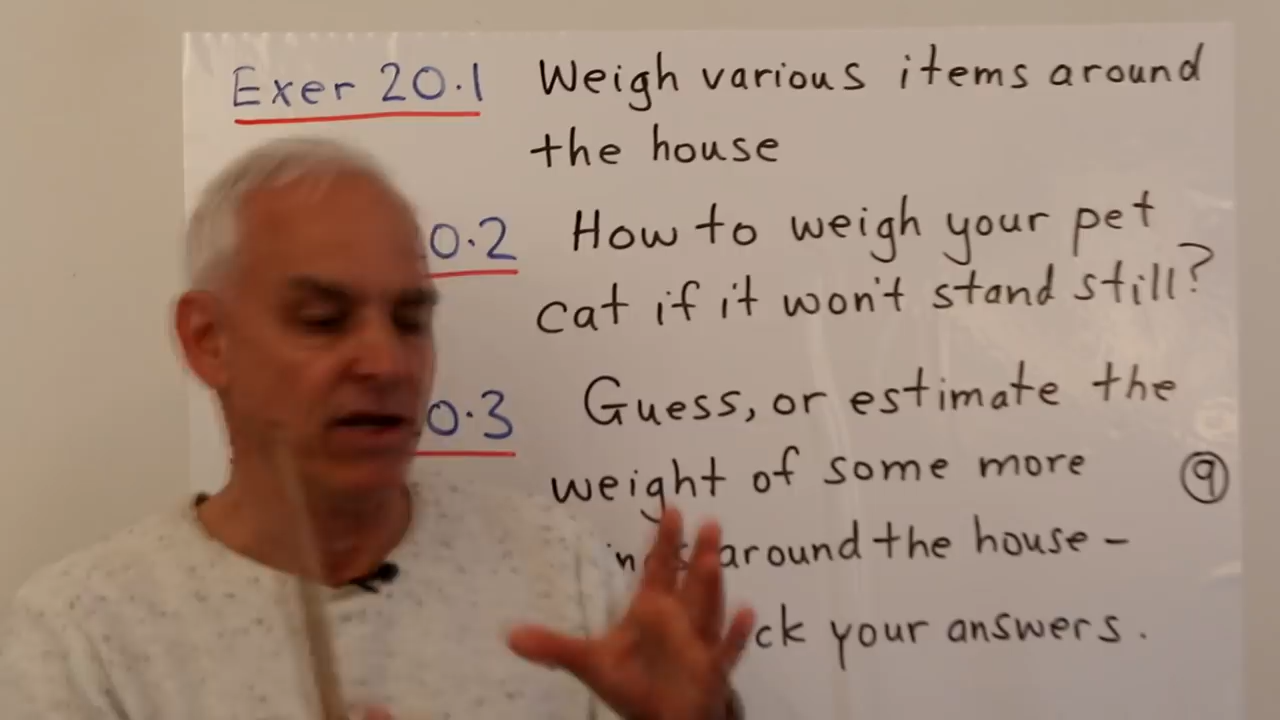 Exer 20.1 Weigh various items around
the house
0.2 How to weigh your pet
cat if it won't stand still?
0.3 Guess, or estimate the
weight of some more
9
around the house -
your answers.